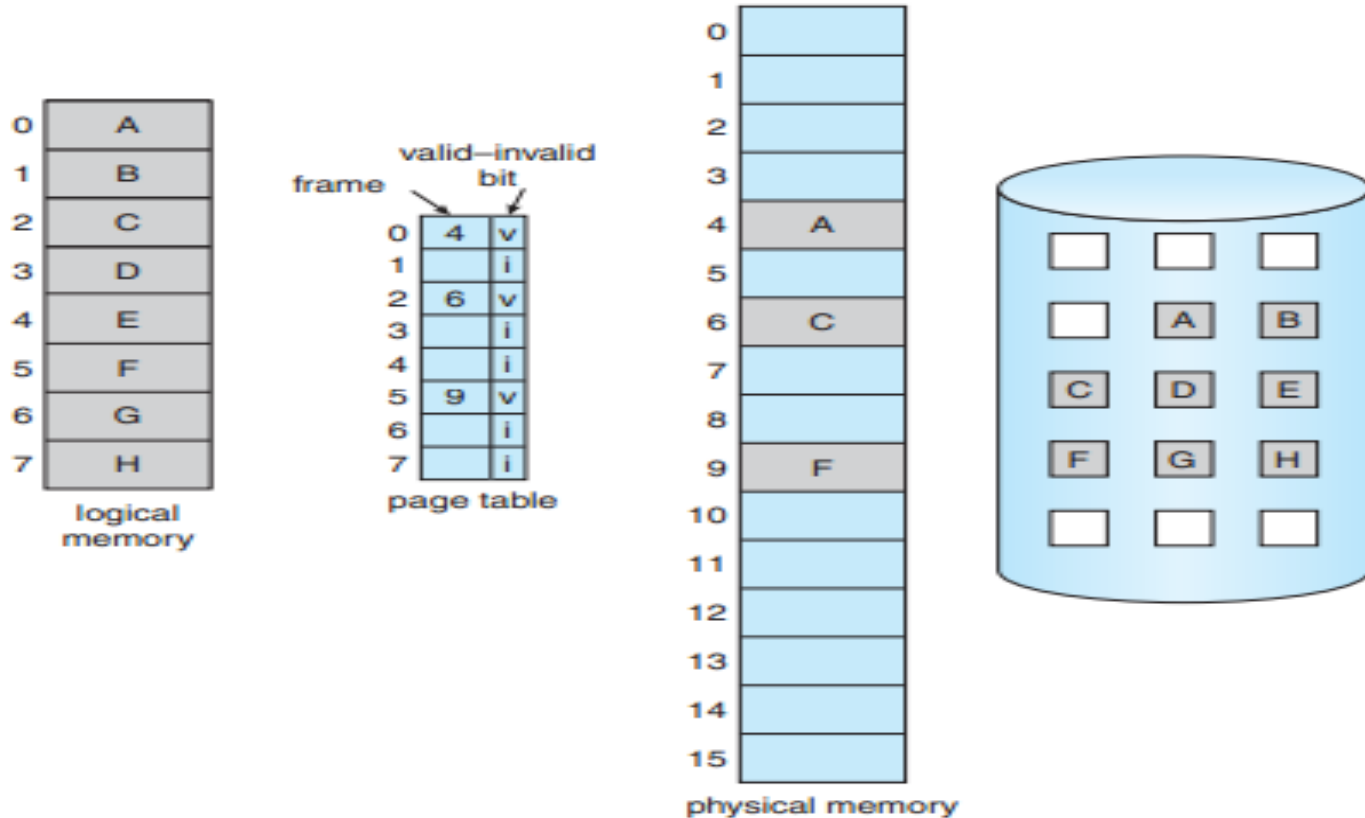 0 A
1 B
2 C
3 D
4 E
5 F
6 G
7 H
logical
memory
valid–invalid
bit
frame
0 4 v
1 i
2 6 v
3 i
4 i
5 9 v
6 i
7 i
page table
0
1
2
3
4 A
5
6 C
7
8
9 F
10
11
12
13
14
15
physical memory
A B
C D E
F G H